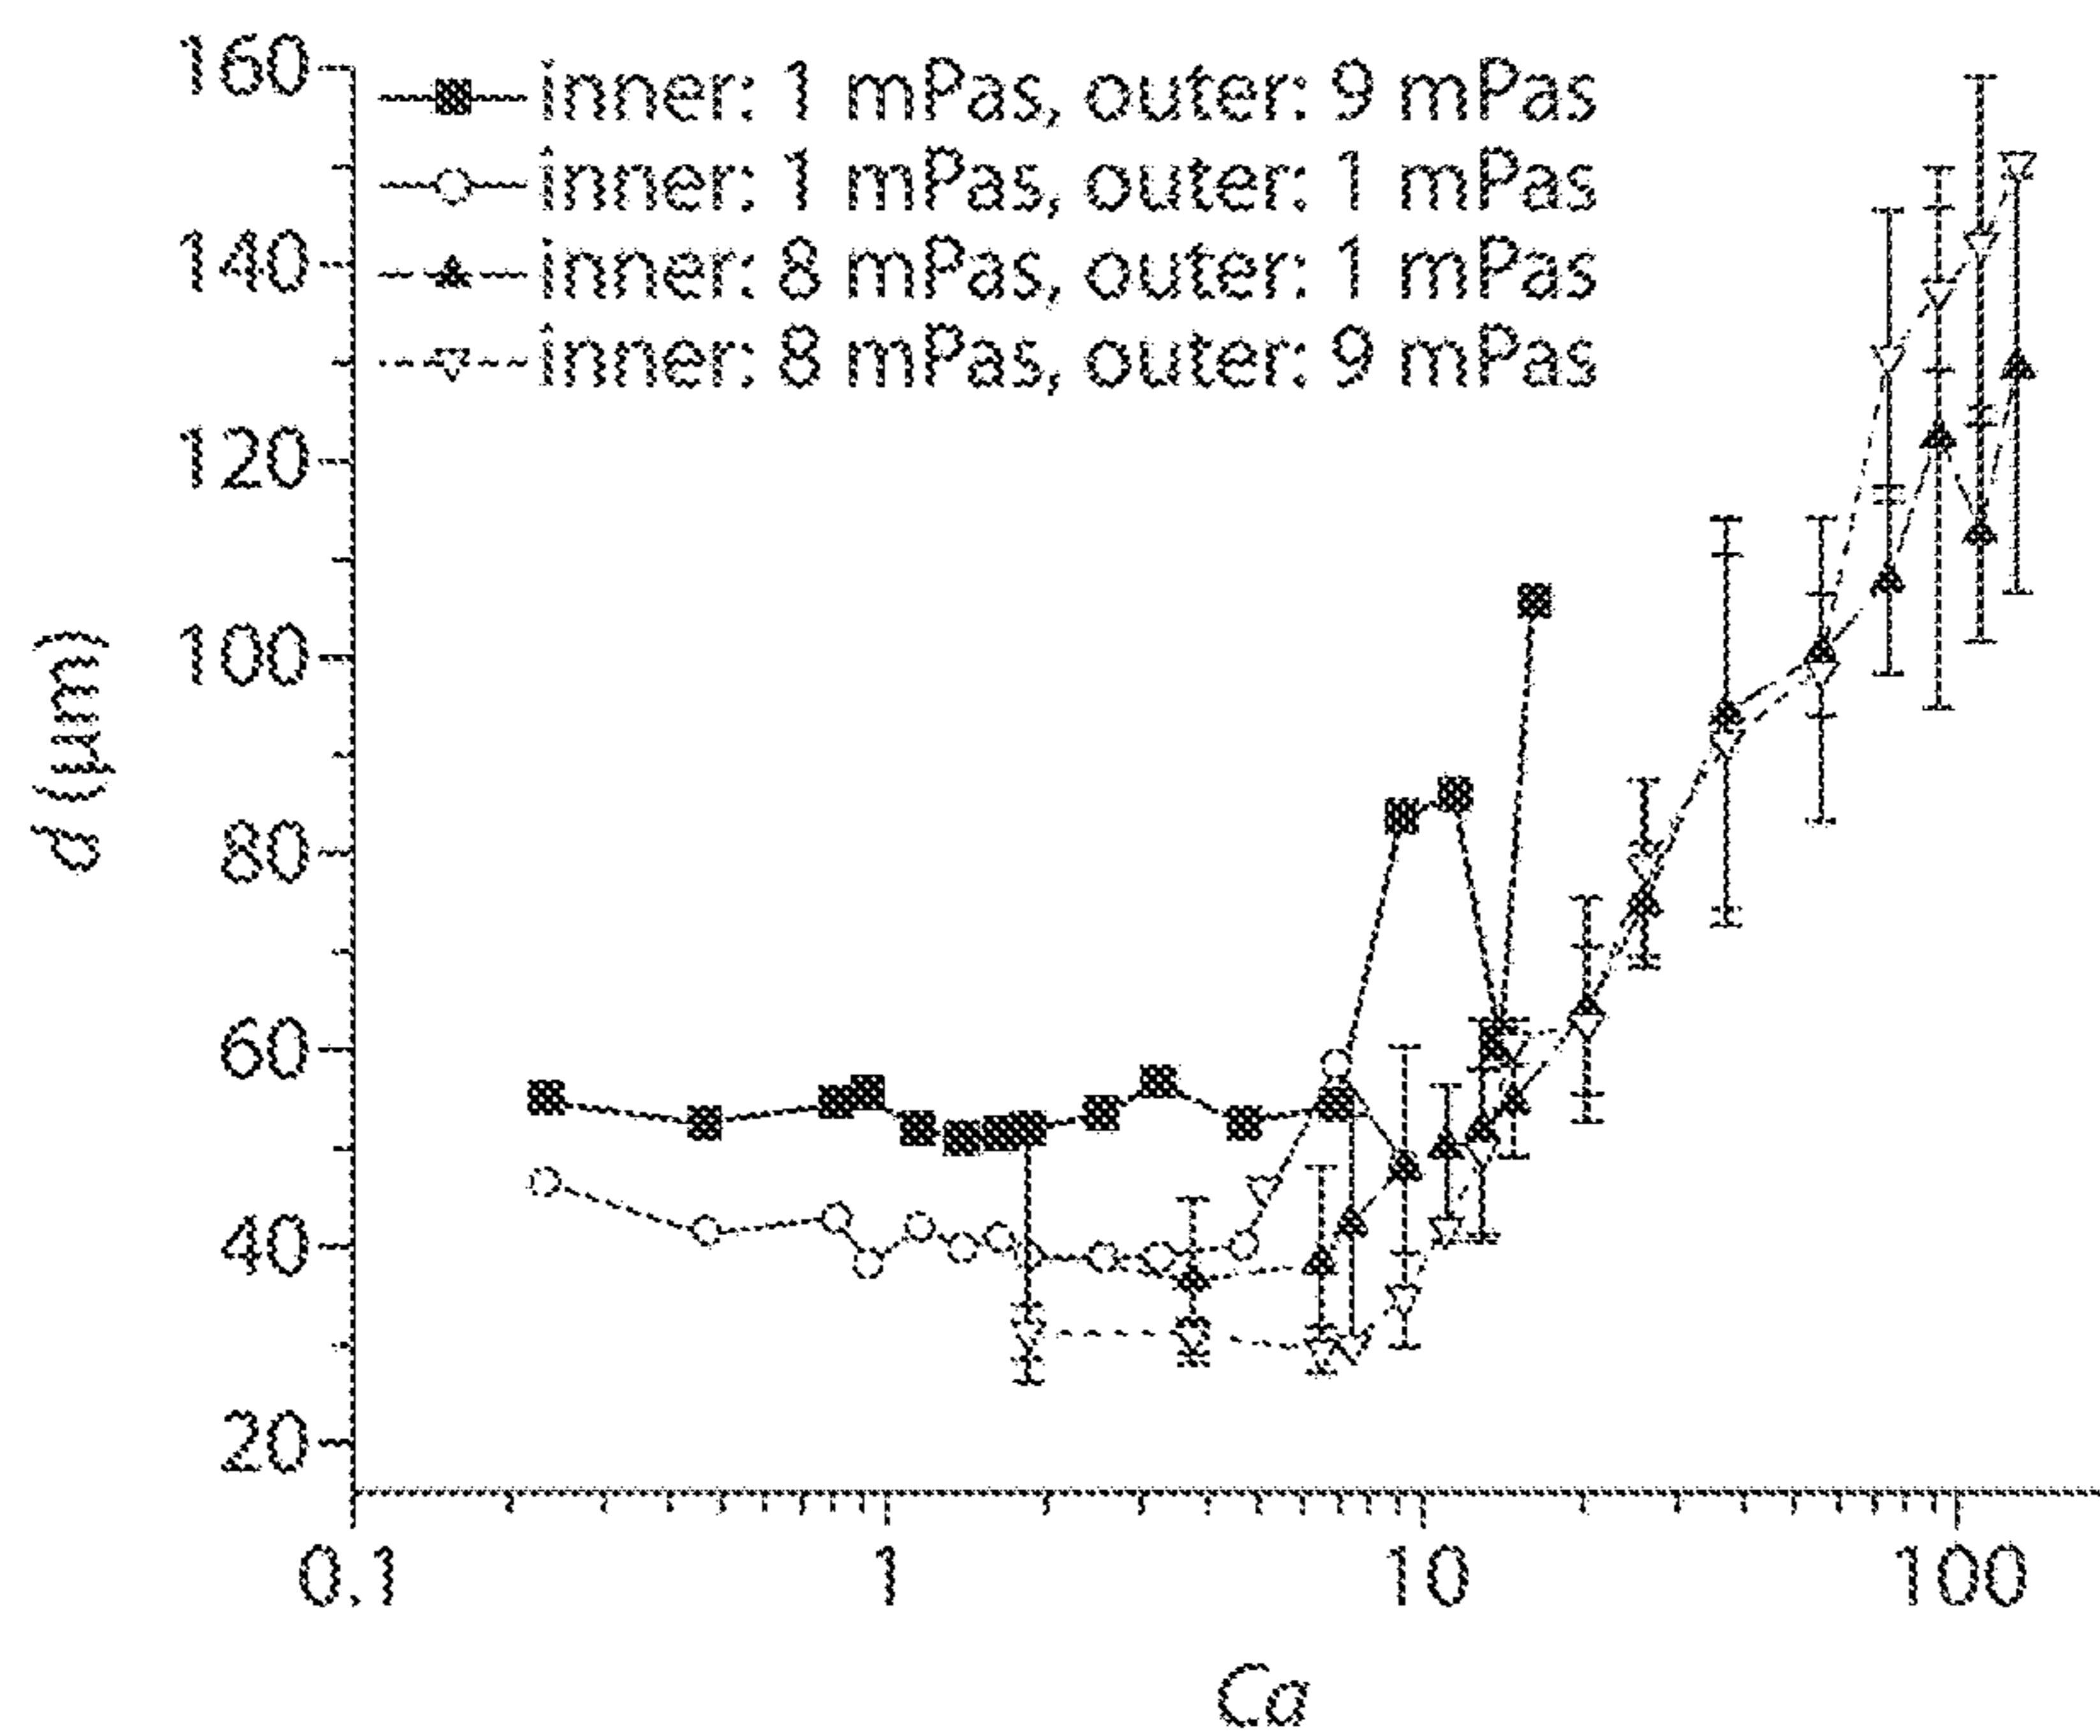 160
140
120
100
80
60
40
20
d (μm)
inner: 1 mPas, outer: 9 mPas
inner: 1 mPas, outer: 1 mPas
inner: 8 mPas, outer: 1 mPas
inner: 8 mPas, outer: 9 mPas
0.1 1 10 100
Ca